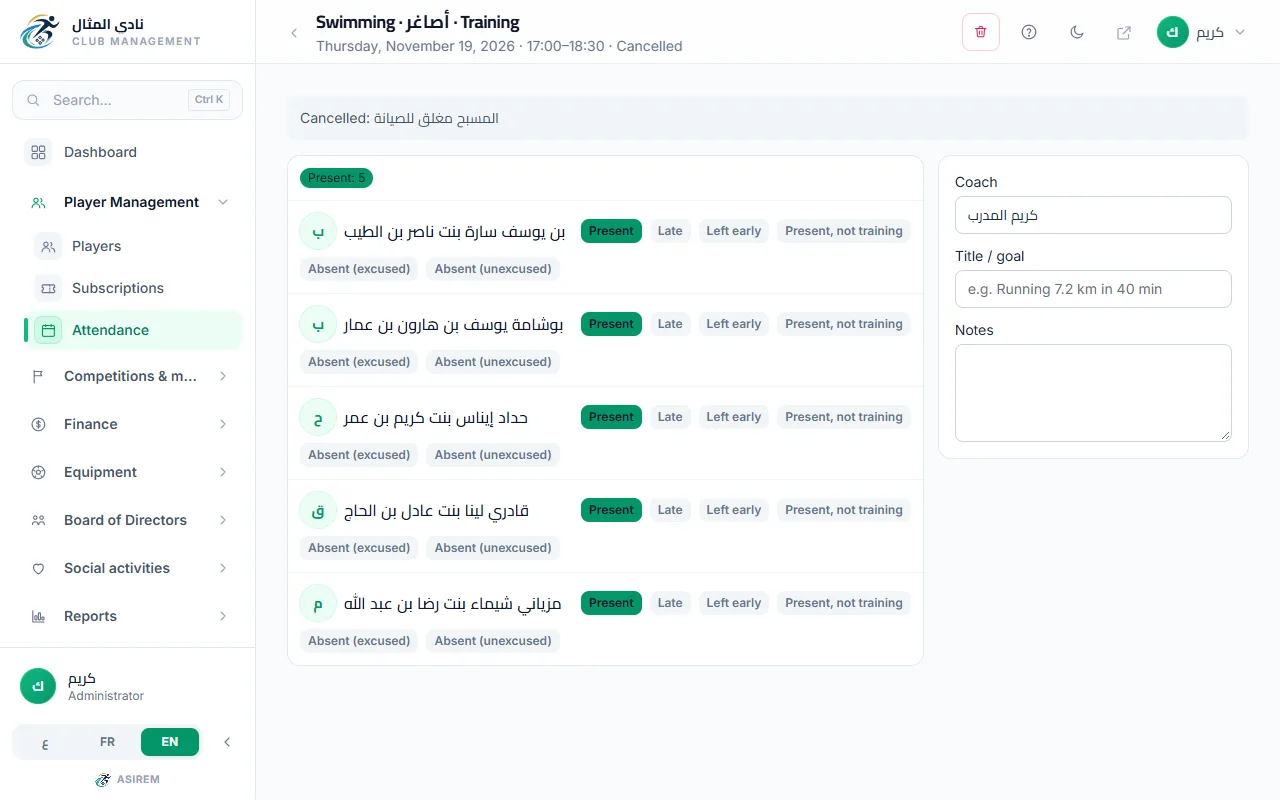 نادي المثال
CLUB MANAGEMENT
Search...
Ctrl K
Dashboard
Player Management
Players
Subscriptions
Attendance
Competitions & m...
Finance
Equipment
Board of Directors
Social activities
Reports
ك
كريم
Administrator
ع
FR
EN
ASIREM
Swimming · أصاغر · Training
Thursday, November 19, 2026 · 17:00–18:30 · Cancelled
ك
كريم
Cancelled: المسبح مغلق للصيانة
Present: 5
ب
بن يوسف سارة بنت ناصر بن الطيب
Present Late Left early Present, not training
Absent (excused) Absent (unexcused)
ب
بوشامة يوسف بن هارون بن عمار
Present Late Left early Present, not training
Absent (excused) Absent (unexcused)
ح
حداد إيناس بنت كريم بن عمر
Present Late Left early Present, not training
Absent (excused) Absent (unexcused)
ق
قادري لينا بنت عادل بن الحاج
Present Late Left early Present, not training
Absent (excused) Absent (unexcused)
م
مزياني شيماء بنت رضا بن عبد الله
Present Late Left early Present, not training
Absent (excused) Absent (unexcused)
Coach
كريم المدرب
Title / goal
e.g. Running 7.2 km in 40 min
Notes